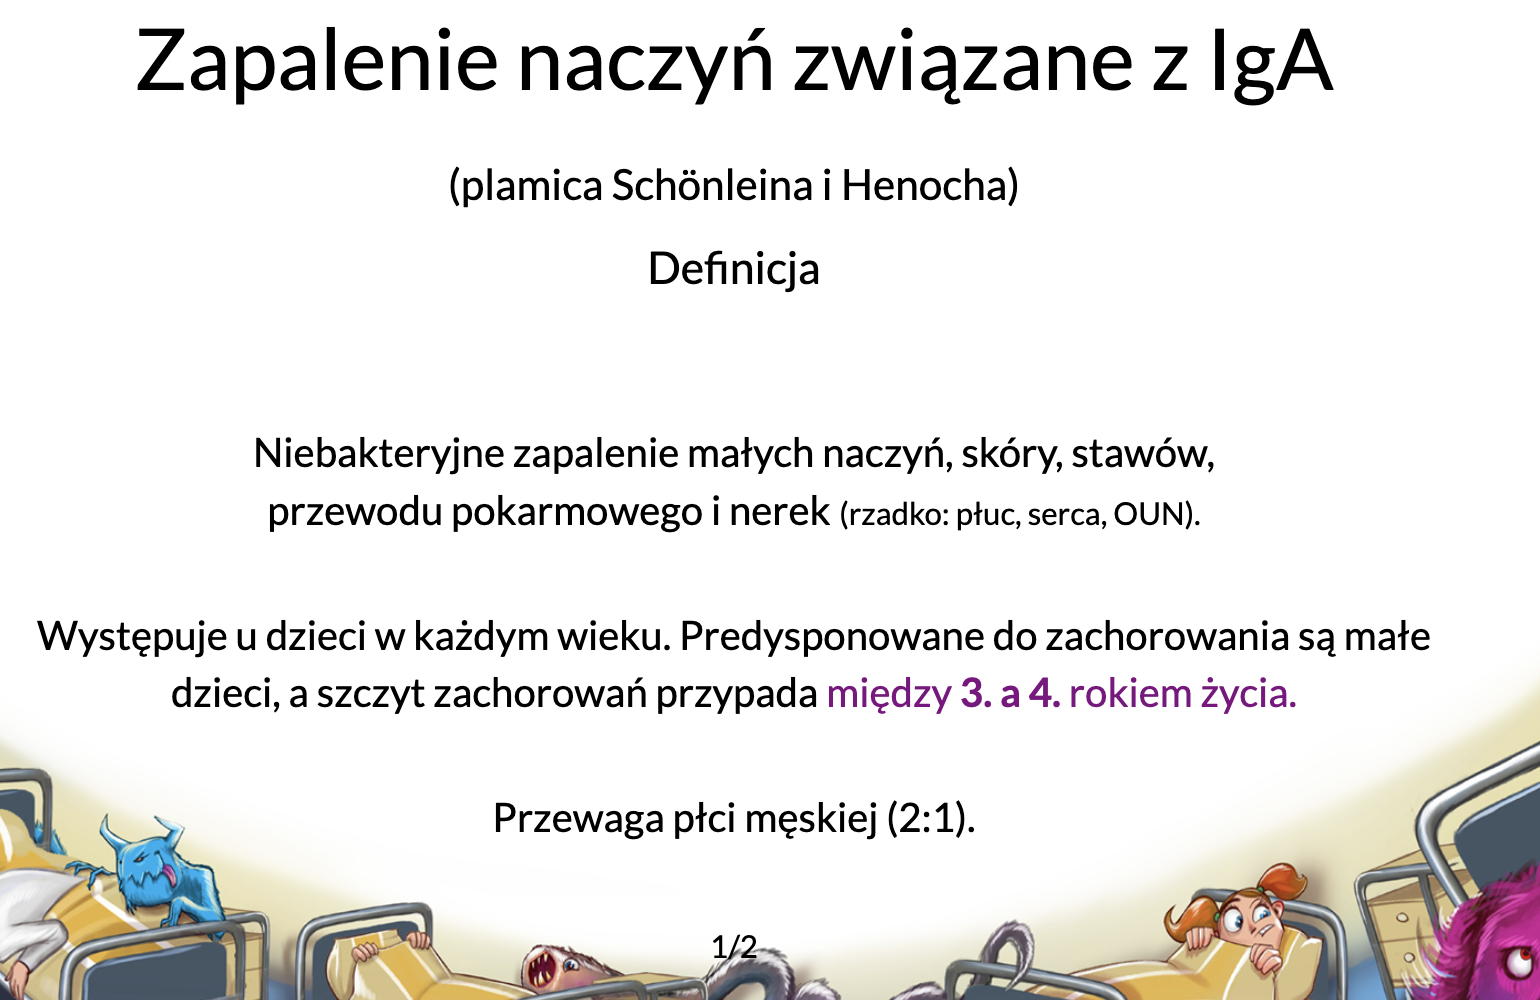 Zapalenie naczyń związane z IgA
(plamica Schönleina i Henocha)
Definicja
Niebakteryjne zapalenie małych naczyń, skóry, stawów,
przewodu pokarmowego i nerek (rzadko: płuc, serca, OUN).
Występuje u dzieci w każdym wieku. Predysponowane do zachorowania są małe
dzieci, a szczyt zachorowań przypada między 3. a 4. rokiem życia.
Przewaga płci męskiej (2:1).
1/2